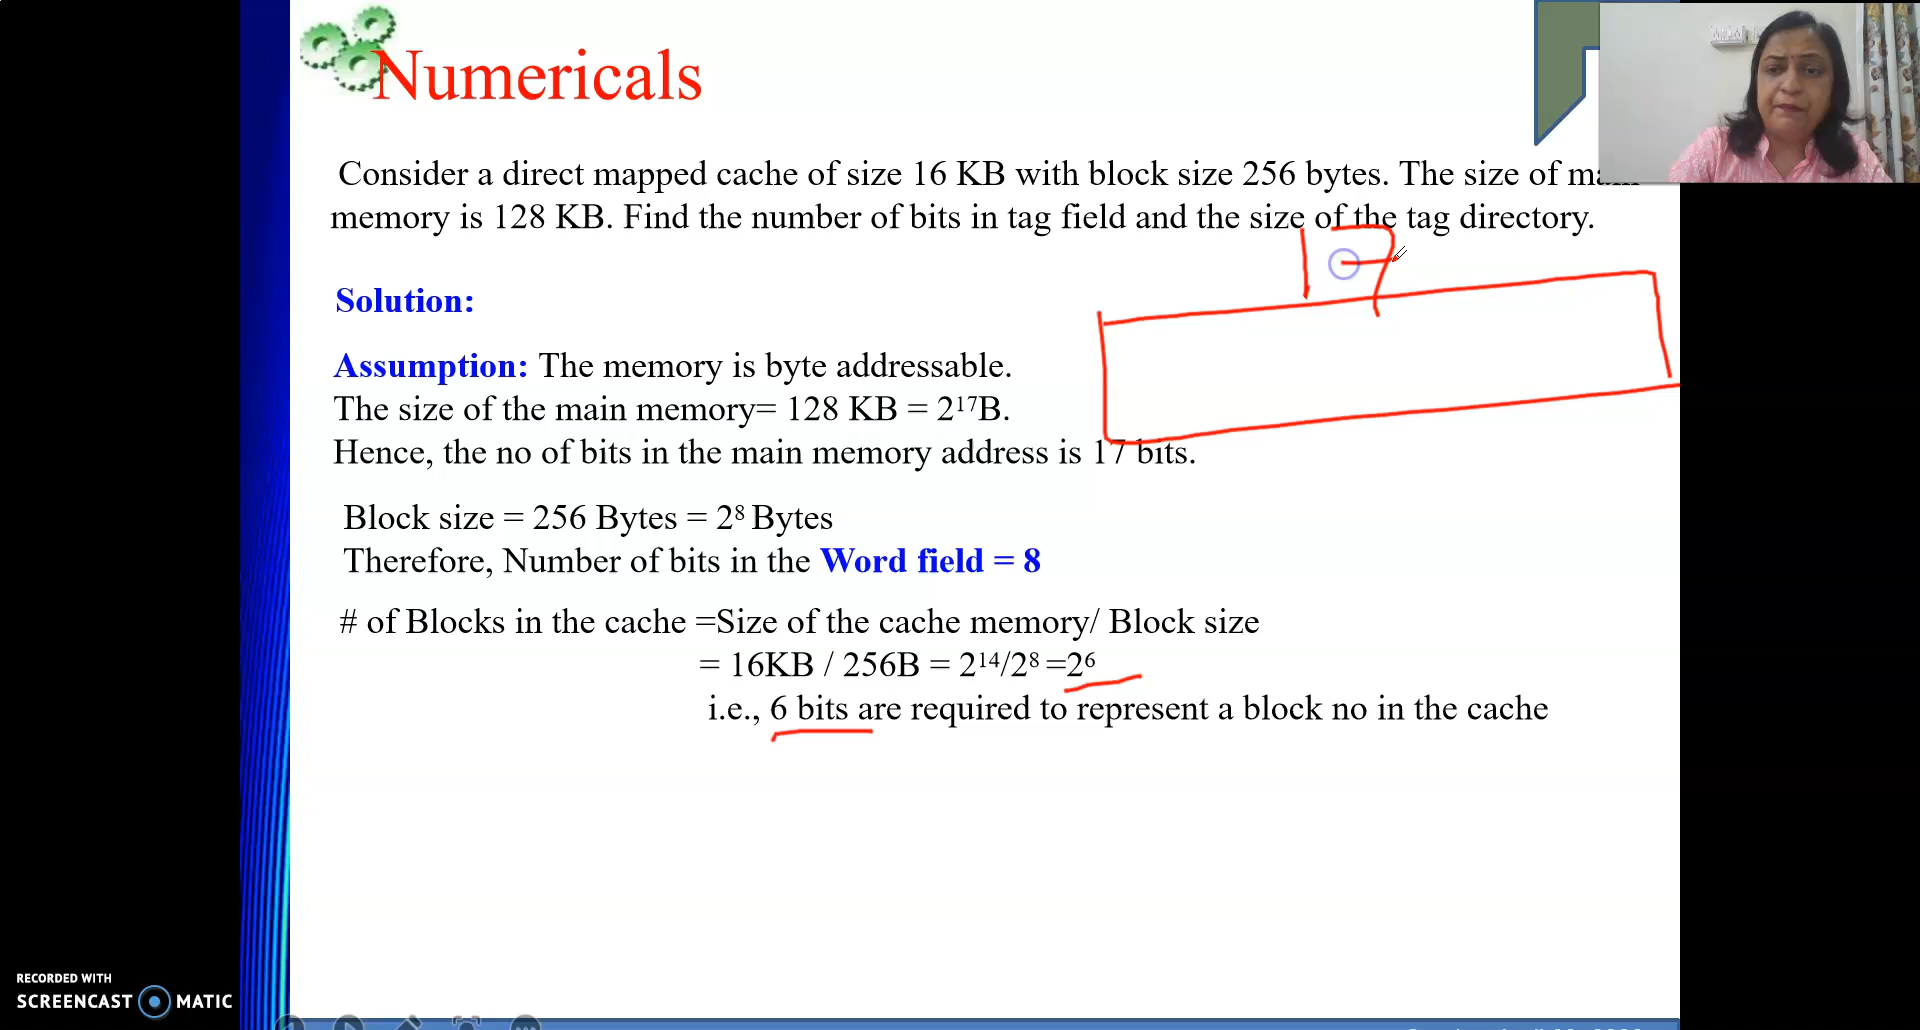 Numericals
Consider a direct mapped cache of size 16 KB with block size 256 bytes. The size of main
memory is 128 KB. Find the number of bits in tag field and the size of the tag directory.
17
Solution:
Assumption: The memory is byte addressable.
The size of the main memory= 128 KB = 2¹⁷B.
Hence, the no of bits in the main memory address is 17 bits.
Block size = 256 Bytes = 2⁸ Bytes
Therefore, Number of bits in the Word field = 8
# of Blocks in the cache =Size of the cache memory/ Block size
= 16KB / 256B = 2¹⁴/2⁸ =2⁶
i.e., 6 bits are required to represent a block no in the cache
RECORDED WITH
SCREENCAST MATIC